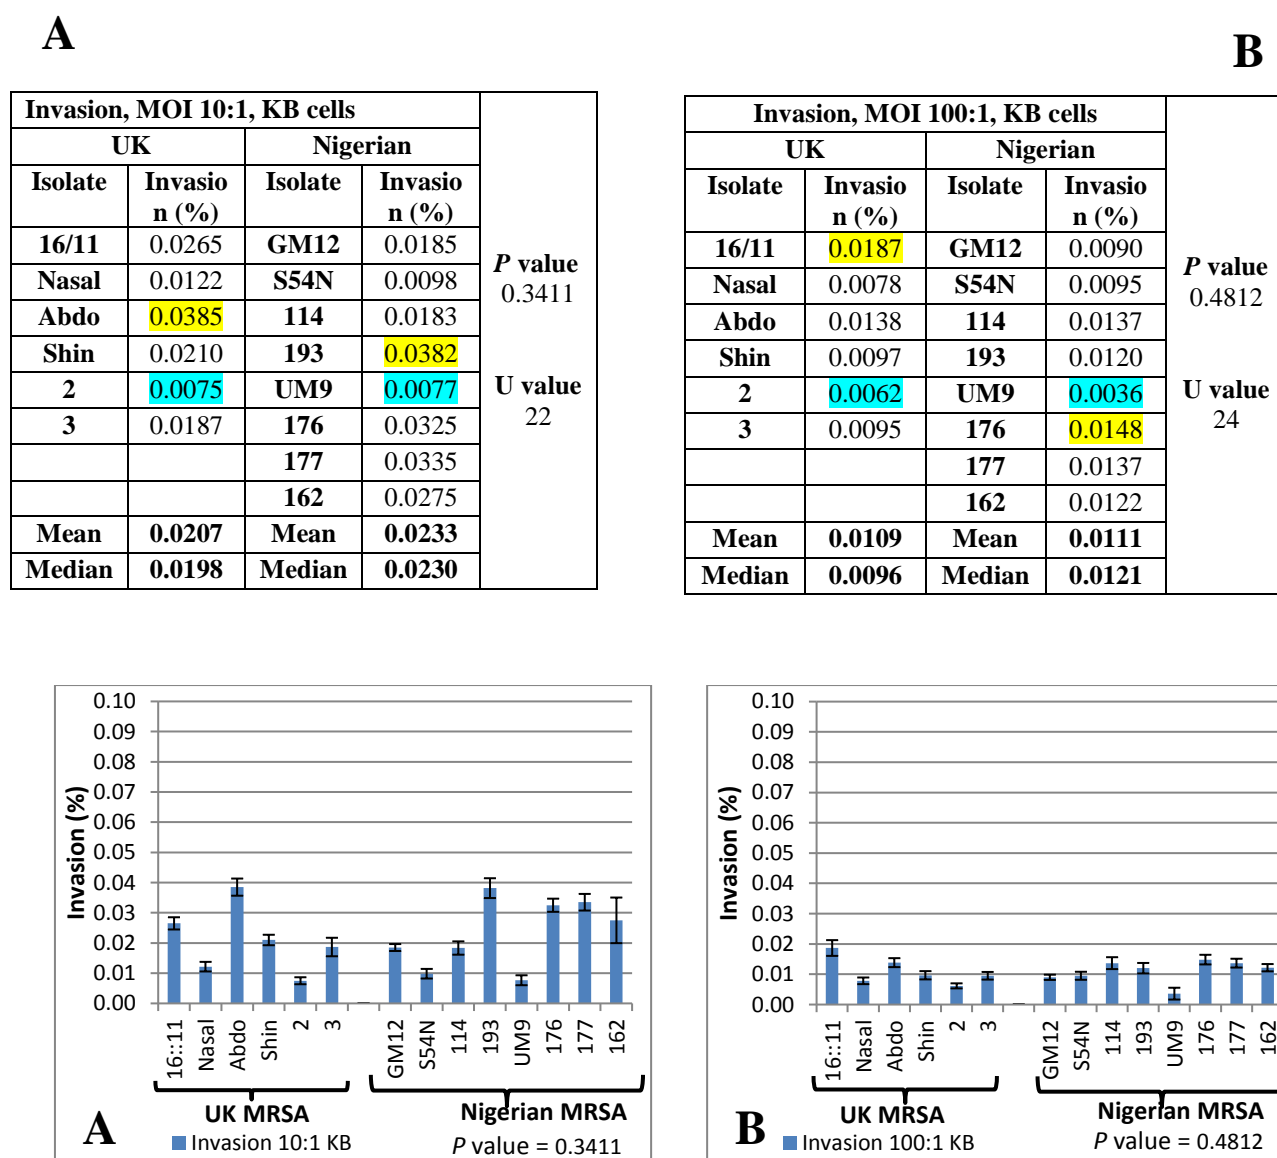 A
Invasion, MOI 10:1, KB cells
UK Nigerian
Isolate Invasio Isolate Invasio
n (%) n (%)
16/11 0.0265 GM12 0.0185
Nasal 0.0122 S54N 0.0098
Abdo 0.0385 114 0.0183
Shin 0.0210 193 0.0382
2 0.0075 UM9 0.0077
3 0.0187 176 0.0325
177 0.0335
162 0.0275
Mean 0.0207 Mean 0.0233
Median 0.0198 Median 0.0230
P value
0.3411
U value
22
B
Invasion, MOI 100:1, KB cells
UK Nigerian
Isolate Invasio Isolate Invasio
n (%) n (%)
16/11 0.0187 GM12 0.0090
Nasal 0.0078 S54N 0.0095
Abdo 0.0138 114 0.0137
Shin 0.0097 193 0.0120
2 0.0062 UM9 0.0036
3 0.0095 176 0.0148
177 0.0137
162 0.0122
Mean 0.0109 Mean 0.0111
Median 0.0096 Median 0.0121
P value
0.4812
U value
24
Invasion (%)
0.10
0.09
0.08
0.07
0.06
0.05
0.04
0.03
0.02
0.01
0.00
16::11 Nasal Abdo Shin 2 3 GM12 S54N 114 193 UM9 176 177 162
UK MRSA Nigerian MRSA
A
Invasion 10:1 KB
P value = 0.3411
Invasion (%)
0.10
0.09
0.08
0.07
0.06
0.05
0.04
0.03
0.02
0.01
0.00
16::11 Nasal Abdo Shin 2 3 GM12 S54N 114 193 UM9 176 177 162
UK MRSA Nigerian MRSA
B
Invasion 100:1 KB
P value = 0.4812